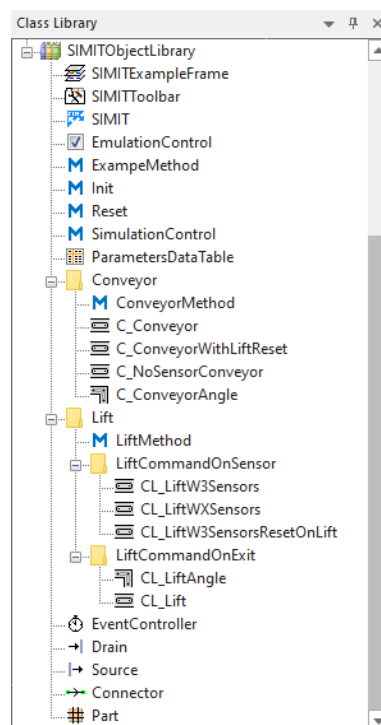 Class Library
SIMITObjectLibrary
SIMITExampleFrame
SIMITToolbar
SIMIT
EmulationControl
ExampeMethod
Init
Reset
SimulationControl
ParametersDataTable
Conveyor
ConveyorMethod
C_Conveyor
C_ConveyorWithLiftReset
C_NoSensorConveyor
C_ConveyorAngle
Lift
LiftMethod
LiftCommandOnSensor
CL_LiftW3Sensors
CL_LiftWXSensors
CL_LiftW3SensorsResetOnLift
LiftCommandOnExit
CL_LiftAngle
CL_Lift
EventController
Drain
Source
Connector
Part